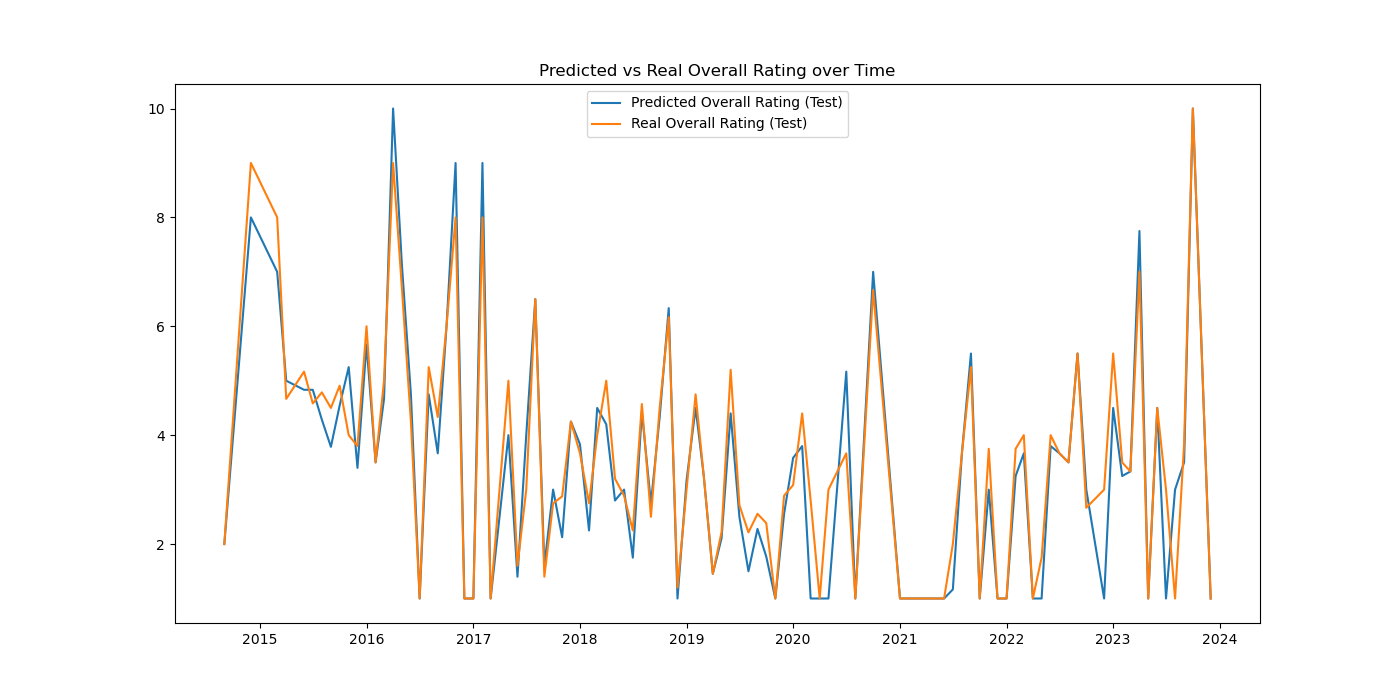 Predicted vs Real Overall Rating over Time
Predicted Overall Rating (Test)
Real Overall Rating (Test)
10
8
6
4
2
2015 2016 2017 2018 2019 2020 2021 2022 2023 2024